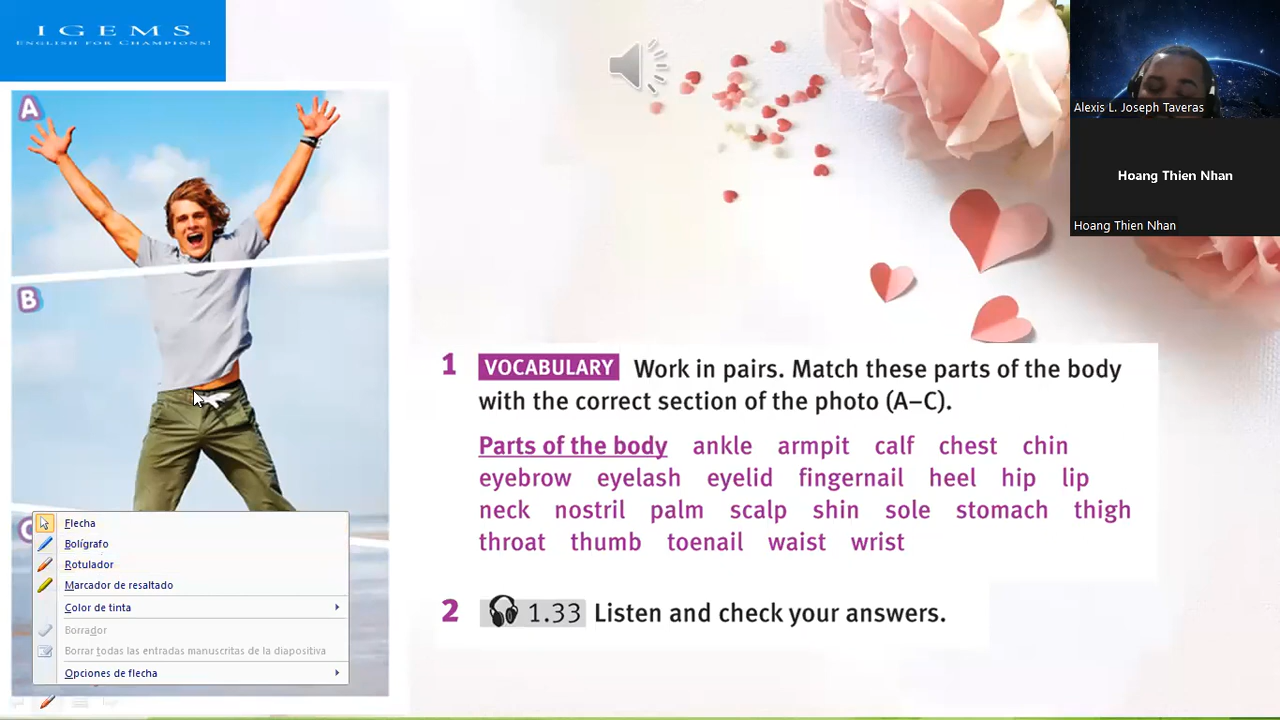 IGEMS
ENGLISH FOR CHAMPIONS!
A
B
C
Alexis L. Joseph Taveras
Hoang Thien Nhan
Hoang Thien Nhan
1 VOCABULARY Work in pairs. Match these parts of the body
with the correct section of the photo (A–C).
Parts of the body ankle armpit calf chest chin
eyebrow eyelash eyelid fingernail heel hip lip
neck nostril palm scalp shin sole stomach thigh
throat thumb toenail waist wrist
2 1.33 Listen and check your answers.
Flecha
Bolígrafo
Rotulador
Marcador de resaltado
Color de tinta
Borrador
Borrar todas las entradas manuscritas de la diapositiva
Opciones de flecha